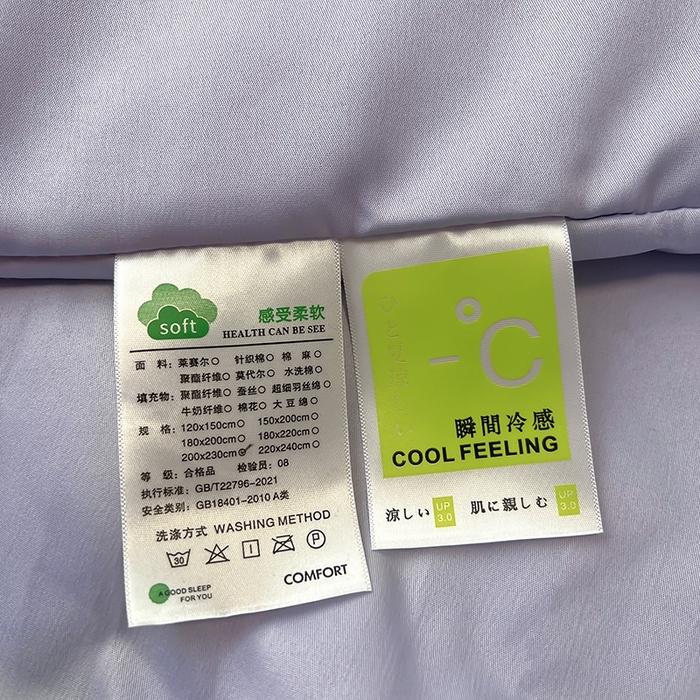 soft
感受柔软
HEALTH CAN BE SEE
面 料: 莱赛尔○ 针织棉○ 棉 麻○
聚酯纤维○ 莫代尔○ 水洗棉○
填充物: 聚酯纤维○ 蚕丝○ 超细羽丝绵○
牛奶纤维○ 棉花○ 大豆绵○
规 格: 120x150cm○ 150x200cm○
180x200cm○ 180x220cm○
200x230cm○ 220x240cm○
等 级: 合格品 检验员: 08
执行标准: GB/T22796-2021
安全类别: GB18401-2010 A类
洗涤方式 WASHING METHOD
30 P
A GOOD SLEEP
FOR YOU
COMFORT
-°C
瞬間冷感
COOL FEELING
涼しい UP 3.0 肌に親しむ UP 3.0